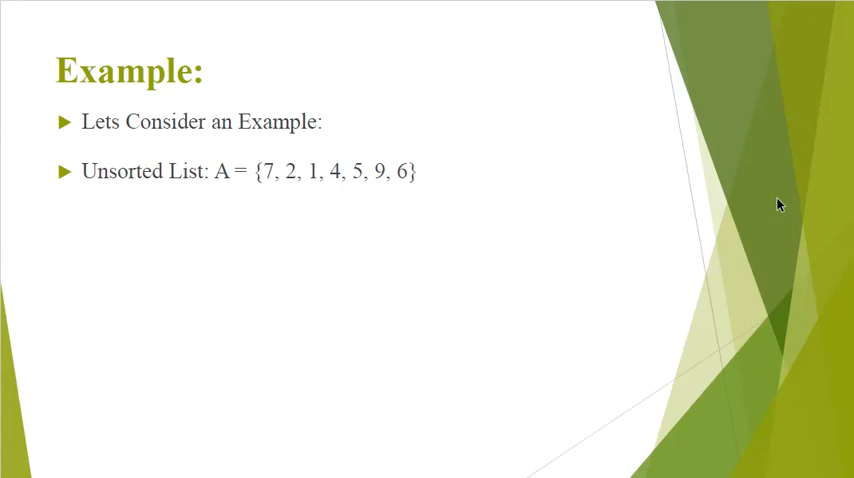 Example:
Lets Consider an Example:
Unsorted List: A = {7, 2, 1, 4, 5, 9, 6}